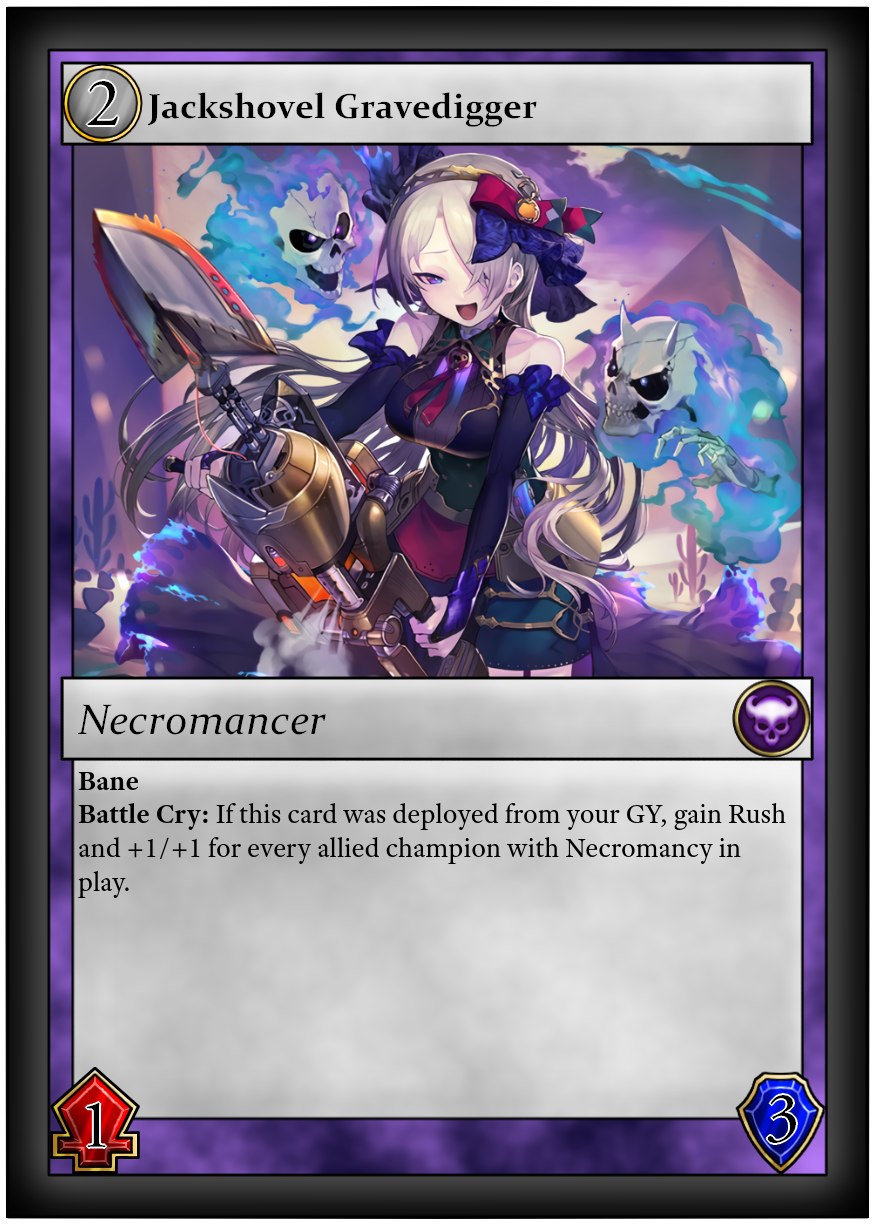 2
Jackshovel Gravedigger
Necromancer
Bane
Battle Cry: If this card was deployed from your GY, gain Rush
and +1/+1 for every allied champion with Necromancy in
play.
1
3